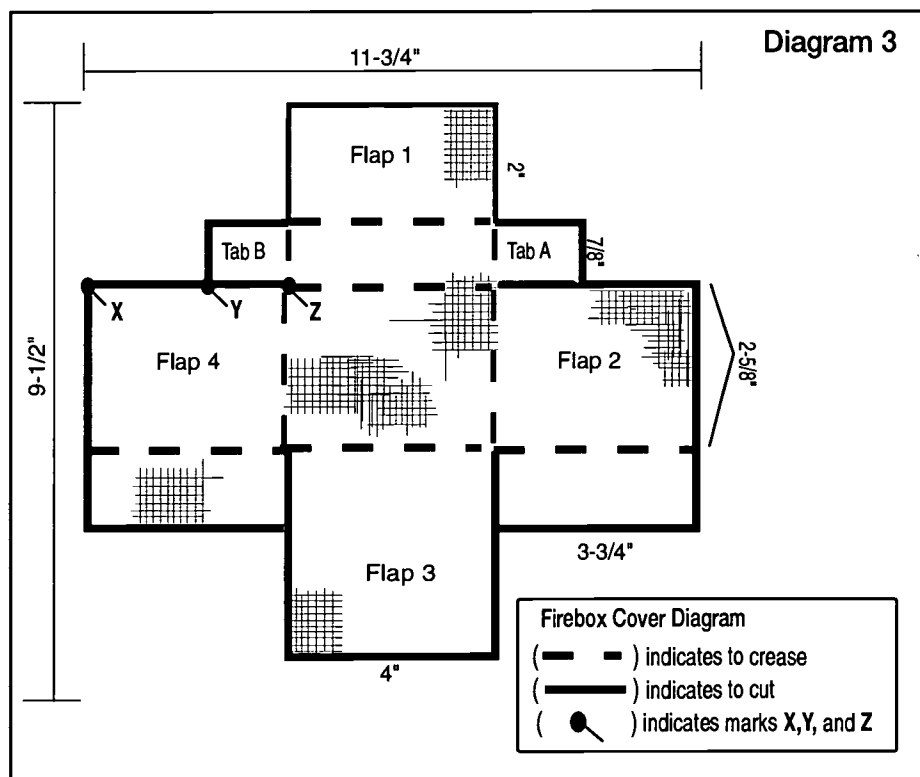 Diagram 3
11-3/4"
Flap 1
2"
Tab B
Tab A
7/8"
X
Y
Z
9-1/2"
Flap 4
Flap 2
2-5/8"
3-3/4"
Flap 3
4"
Firebox Cover Diagram
( ) indicates to crease
( ) indicates to cut
( ) indicates marks X,Y, and Z